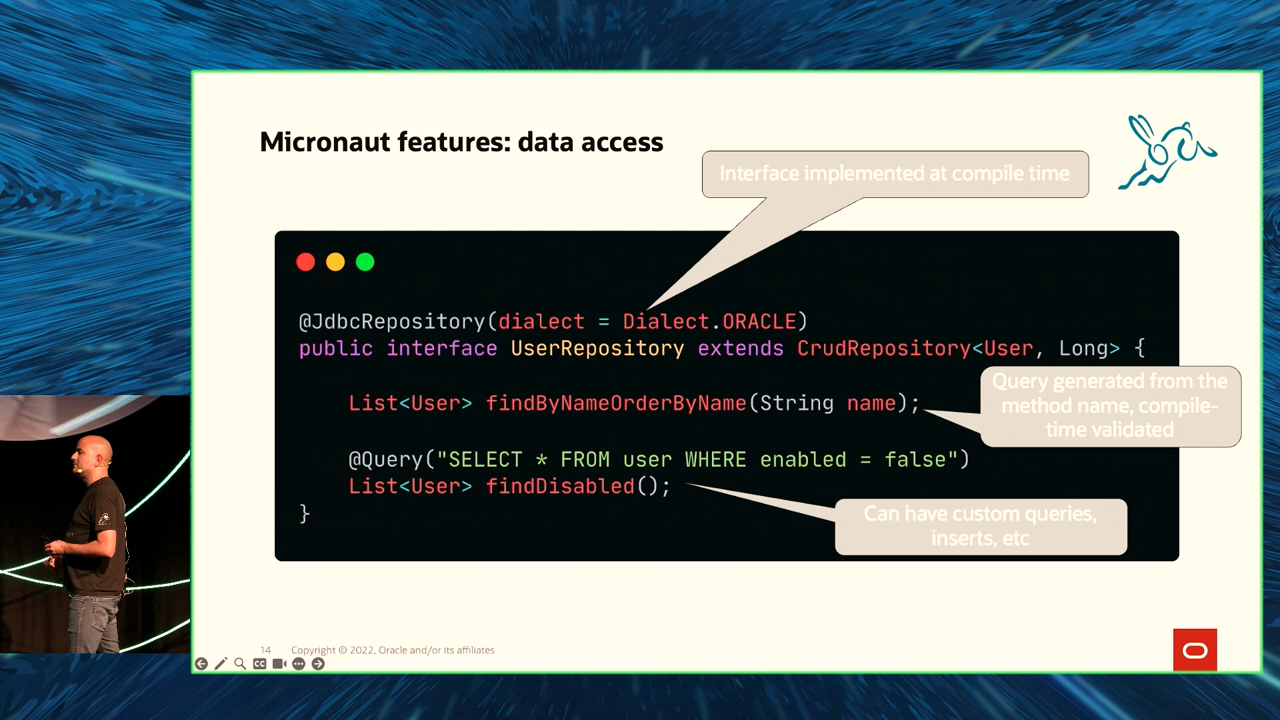 Micronaut features: data access
Interface implemented at compile time
@JdbcRepository(dialect = Dialect.ORACLE)
public interface UserRepository extends CrudRepository<User, Long> {
List<User> findByNameOrderByName(String name);
Query generated from the
method name, compile-
time validated
@Query("SELECT * FROM user WHERE enabled = false")
List<User> findDisabled();
Can have custom queries,
inserts, etc
}
14 Copyright © 2022, Oracle and/or its affiliates
CC